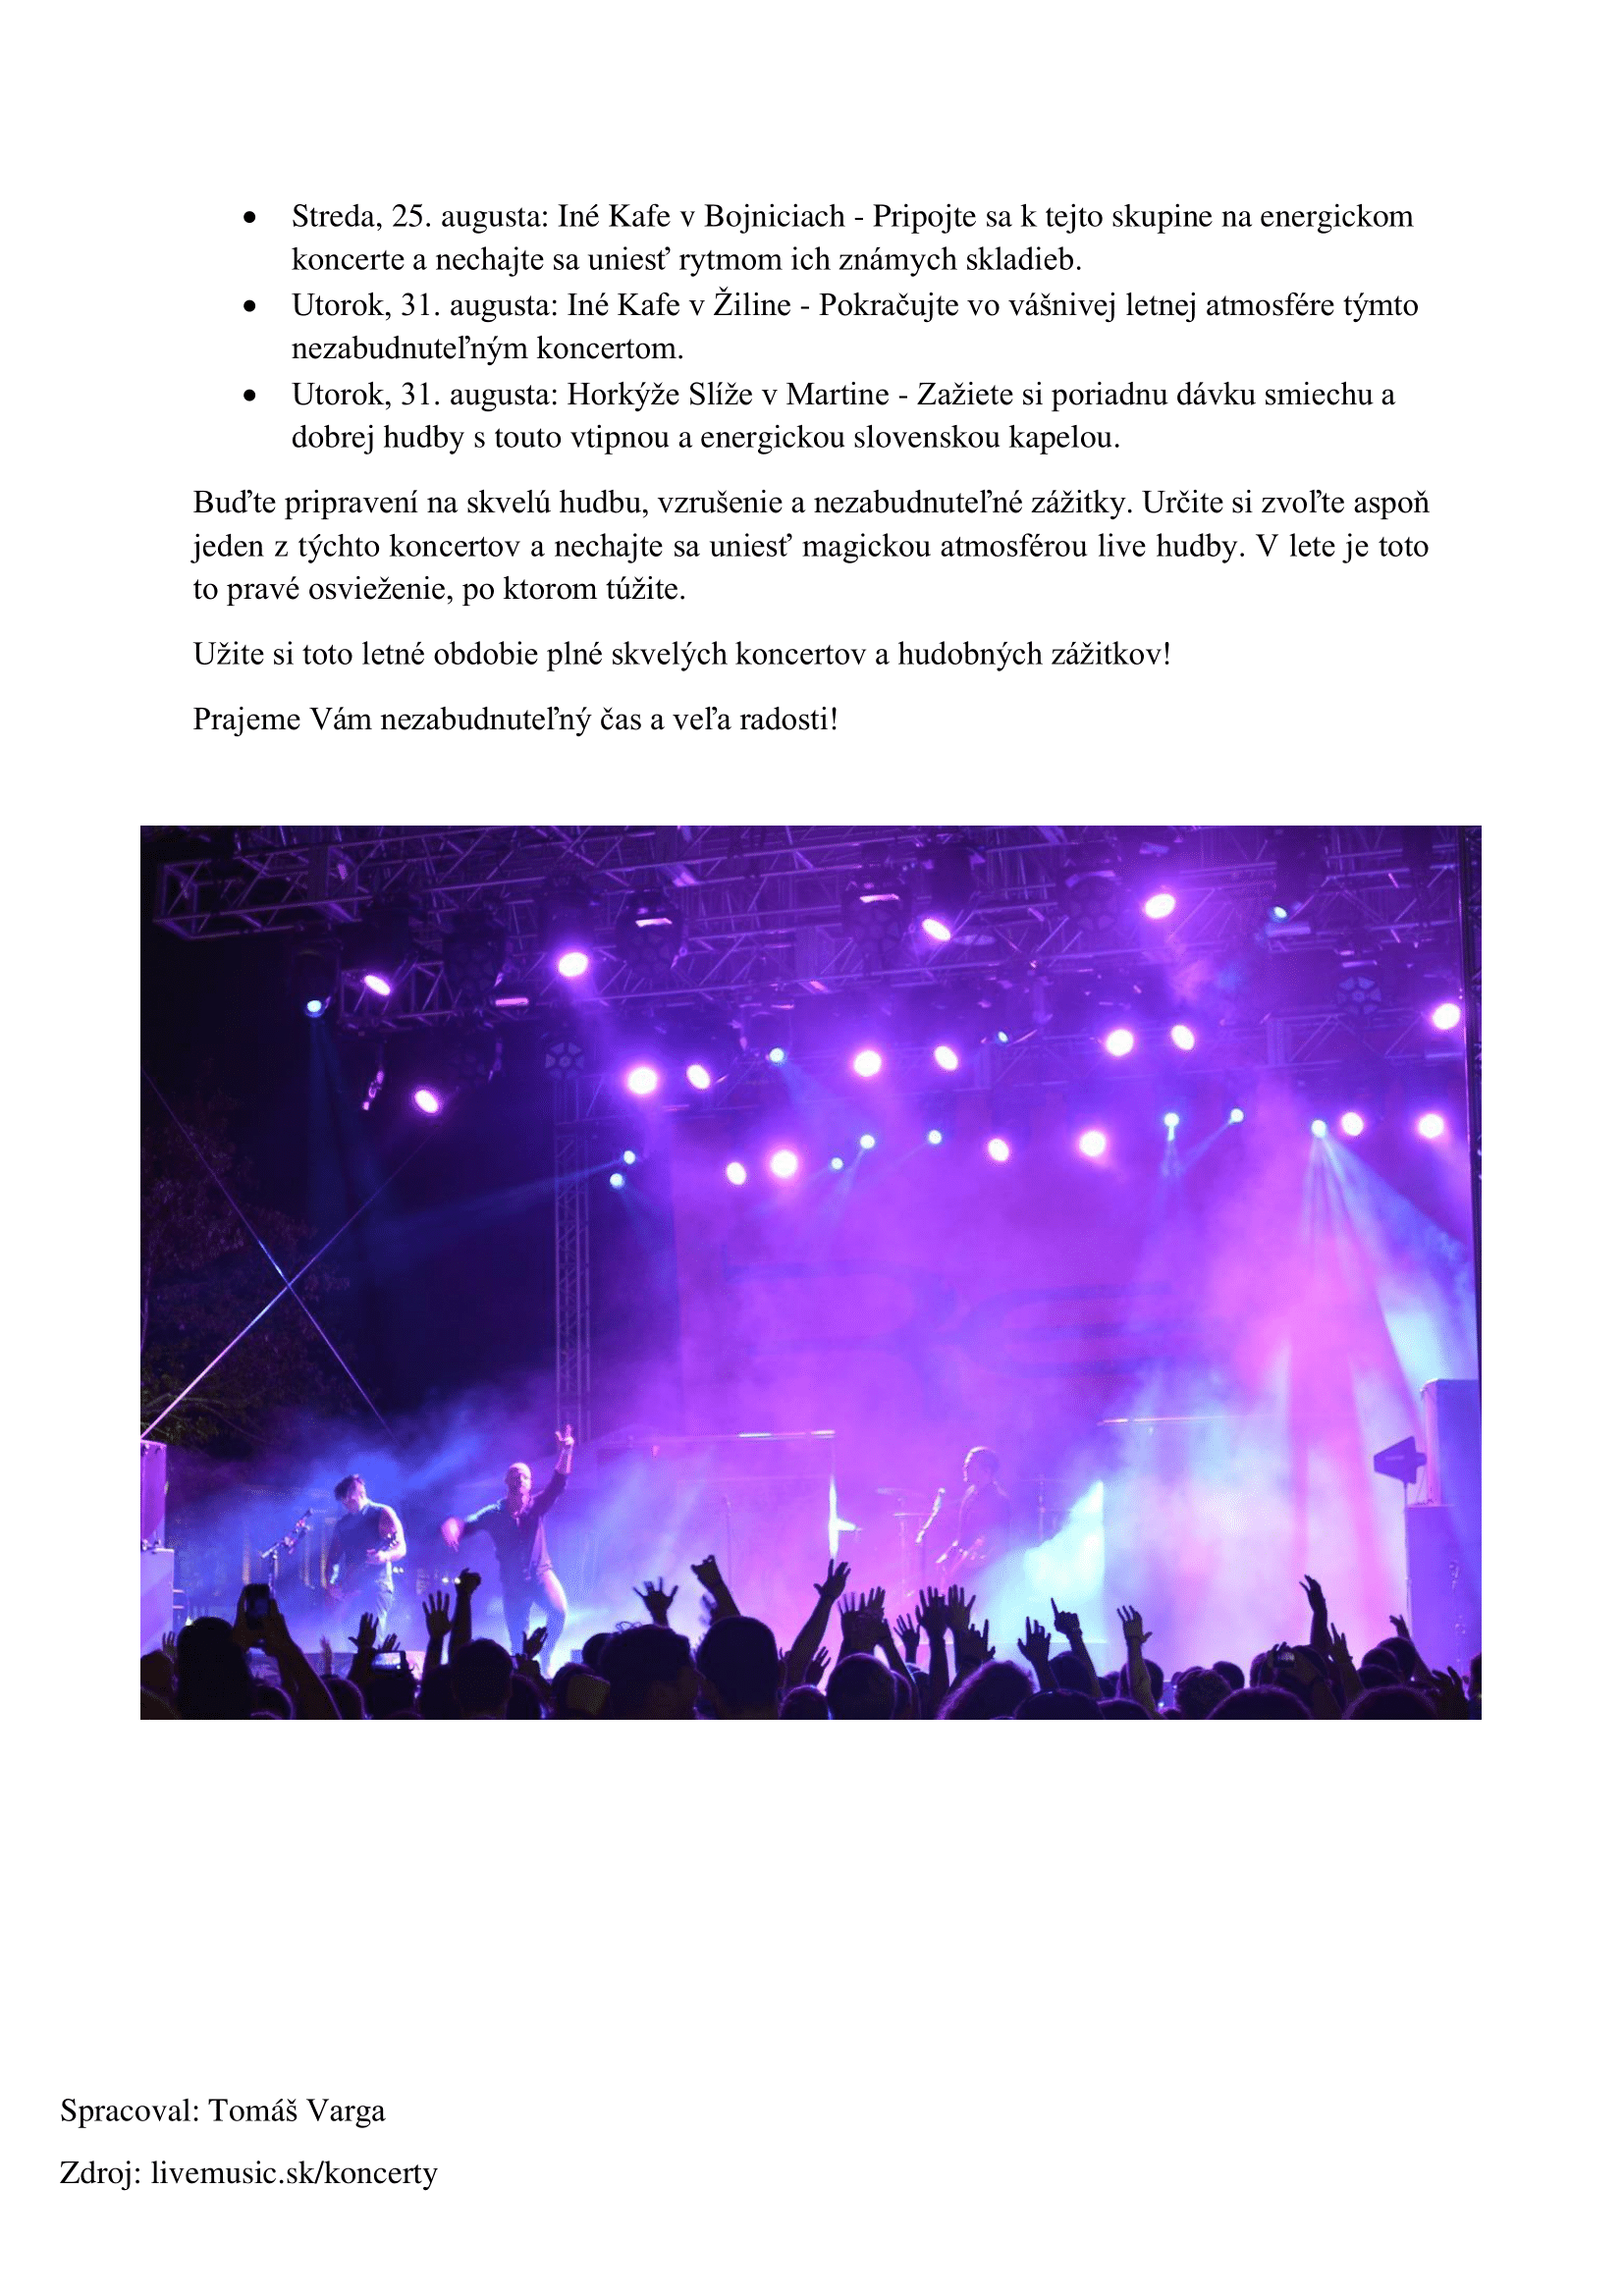 • Streda, 25. augusta: Iné Kafe v Bojniciach - Pripojte sa k tejto skupine na energickom
koncerte a nechajte sa uniesť rytmom ich známych skladieb.
• Utorok, 31. augusta: Iné Kafe v Žiline - Pokračujte vo vášnivej letnej atmosfére týmto
nezabudnuteľným koncertom.
• Utorok, 31. augusta: Horkýže Slíže v Martine - Zažiete si poriadnu dávku smiechu a
dobrej hudby s touto vtipnou a energickou slovenskou kapelou.
Buďte pripravení na skvelú hudbu, vzrušenie a nezabudnuteľné zážitky. Určite si zvoľte aspoň
jeden z týchto koncertov a nechajte sa uniesť magickou atmosférou live hudby. V lete je toto
to pravé osvieženie, po ktorom túžite.
Užite si toto letné obdobie plné skvelých koncertov a hudobných zážitkov!
Prajeme Vám nezabudnuteľný čas a veľa radosti!
Spracoval: Tomáš Varga
Zdroj: livemusic.sk/koncerty